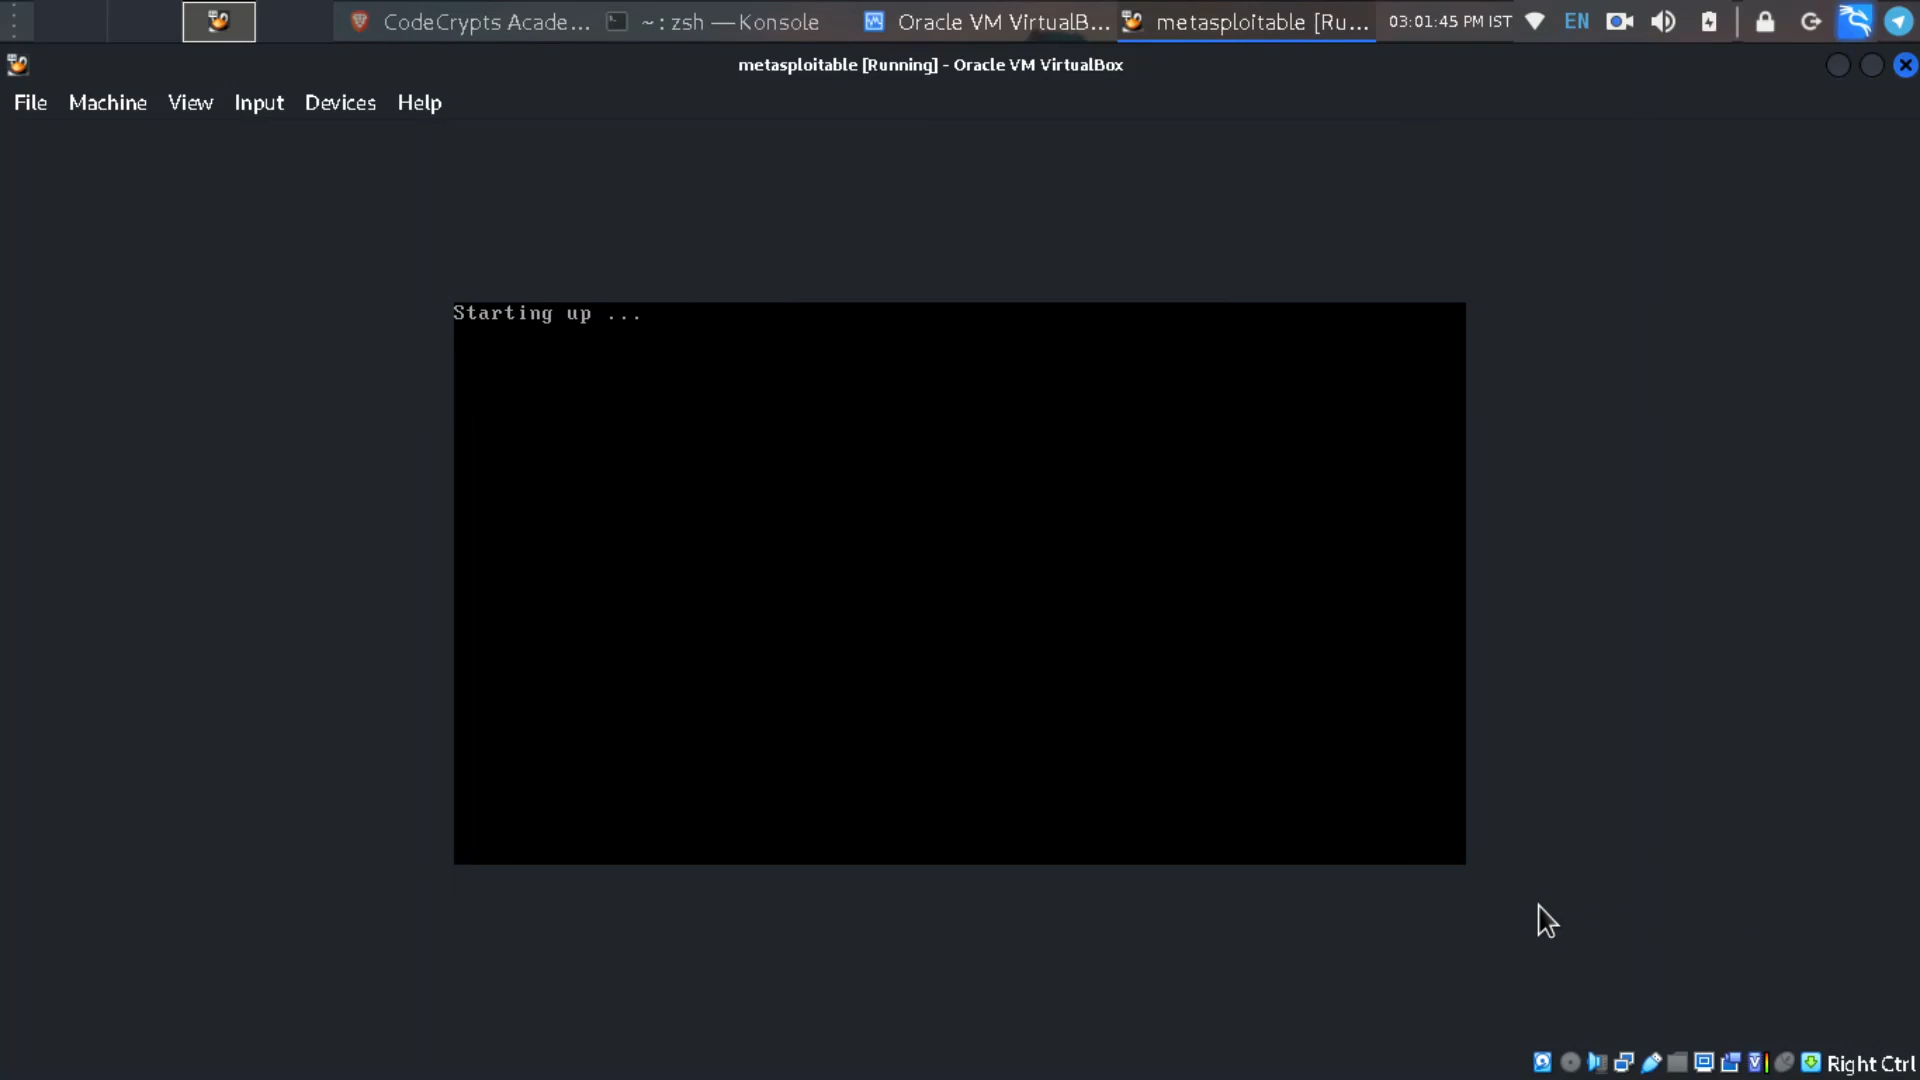 CodeCrypts Acade...
~ : zsh — Konsole
Oracle VM VirtualB...
metasploitable [Ru...
03:01:45 PM IST
EN
metasploitable [Running] - Oracle VM VirtualBox
File Machine View Input Devices Help
Starting up ...
Right Ctrl